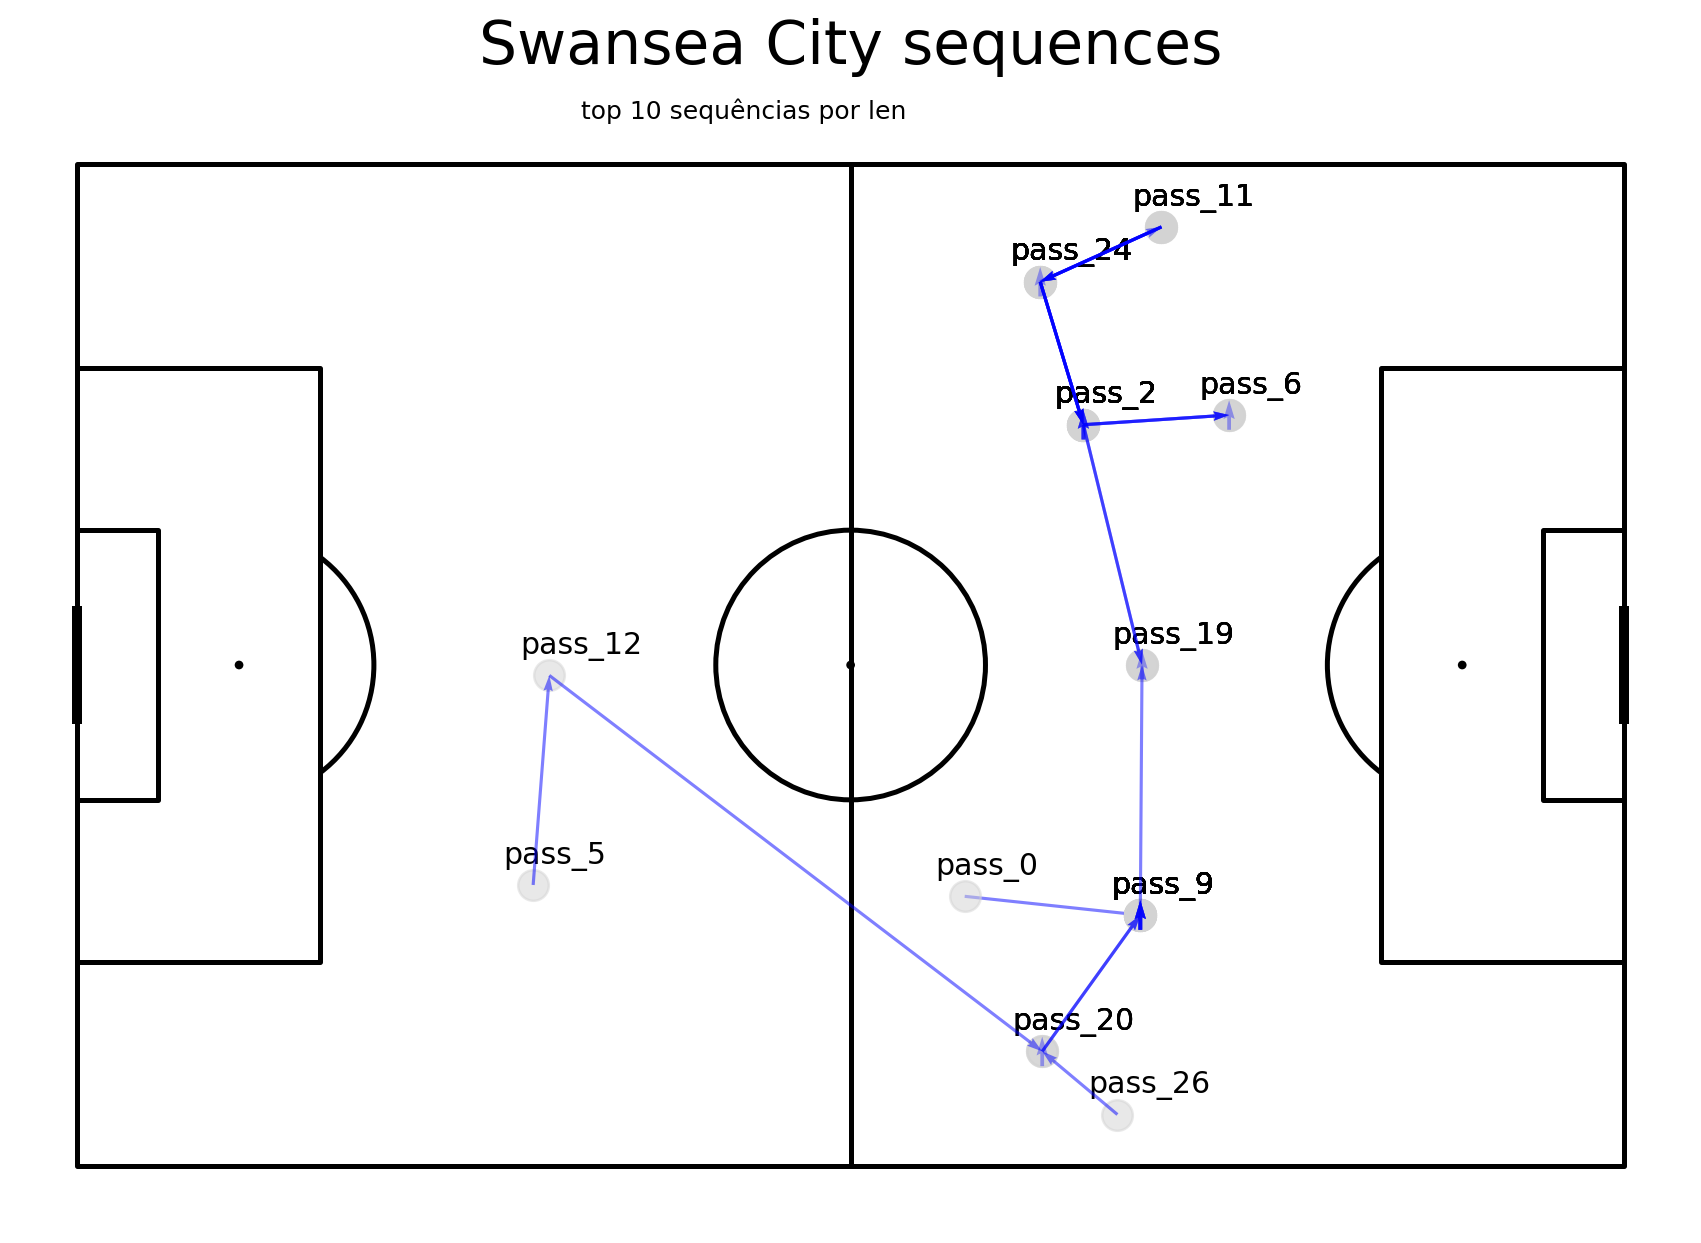 Swansea City sequences
top 10 sequências por len
pass_11
pass_24
pass_6
pass_2
pass_19
pass_12
pass_5
pass_0
pass_9
pass_20
pass_26